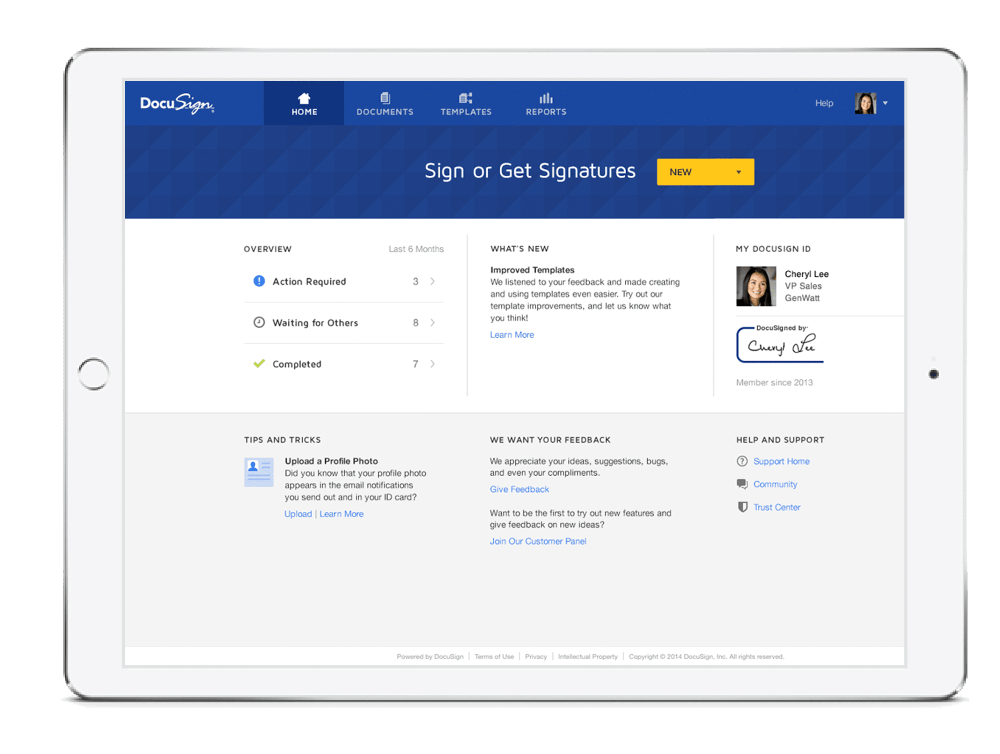 DocuSign
HOME
DOCUMENTS
TEMPLATES
REPORTS
Help
Sign or Get Signatures
NEW
OVERVIEW
Last 6 Months
Action Required 3
Waiting for Others 8
Completed 7
WHAT'S NEW
Improved Templates
We listened to your feedback and made creating
and using templates even easier. Try out our
template improvements, and let us know what
you think!
Learn More
MY DOCUSIGN ID
Cheryl Lee
VP Sales
GenWatt
DocuSigned by:
Cheryl Lee
Member since 2013
TIPS AND TRICKS
Upload a Profile Photo
Did you know that your profile photo
appears in the email notifications
you send out and in your ID card?
Upload | Learn More
WE WANT YOUR FEEDBACK
We appreciate your ideas, suggestions, bugs,
and even your compliments.
Give Feedback
Want to be the first to try out new features and
give feedback on new ideas?
Join Our Customer Panel
HELP AND SUPPORT
Support Home
Community
Trust Center
Powered by DocuSign | Terms of Use | Privacy | Intellectual Property | Copyright © 2014 DocuSign, Inc. All rights reserved.